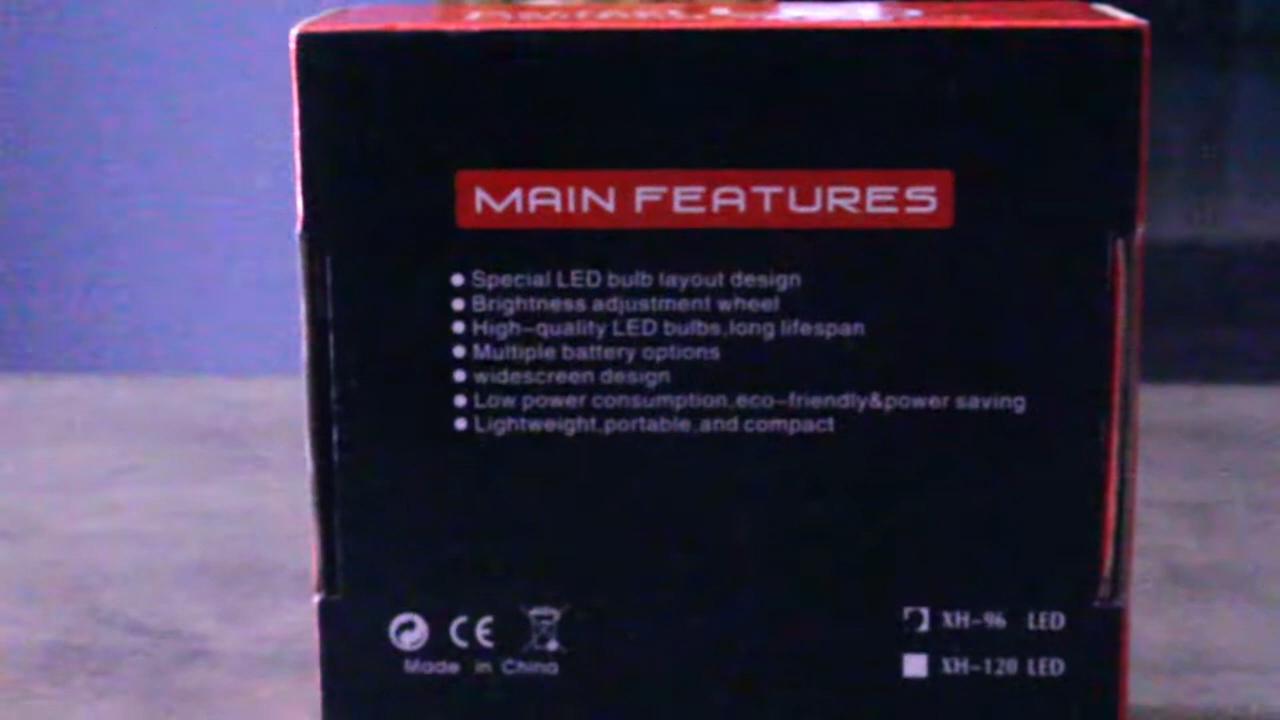 MAIN FEATURES
● Special LED bulb layout design
● Brightness adjustment wheel
● High-quality LED bulbs,long lifespan
● Multiple battery options
● widescreen design
● Low power consumption,eco-friendly&power saving
● Lightweight,portable,and compact
CE
Made in China
XH-96 LED
XH-120 LED